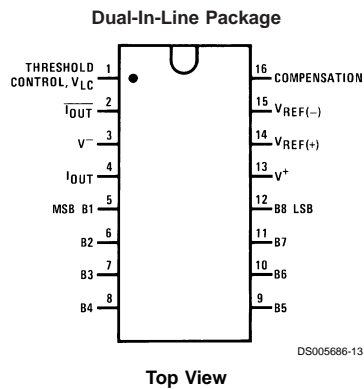 Dual-In-Line Package
THRESHOLD 1
CONTROL, VLC
16 COMPENSATION
IOUT 2
15 VREF(−)
V− 3
14 VREF(+)
IOUT 4
13 V+
MSB B1 5
12 B8 LSB
B2 6
11 B7
B3 7
10 B6
B4 8
9 B5
DS005686-13
Top View